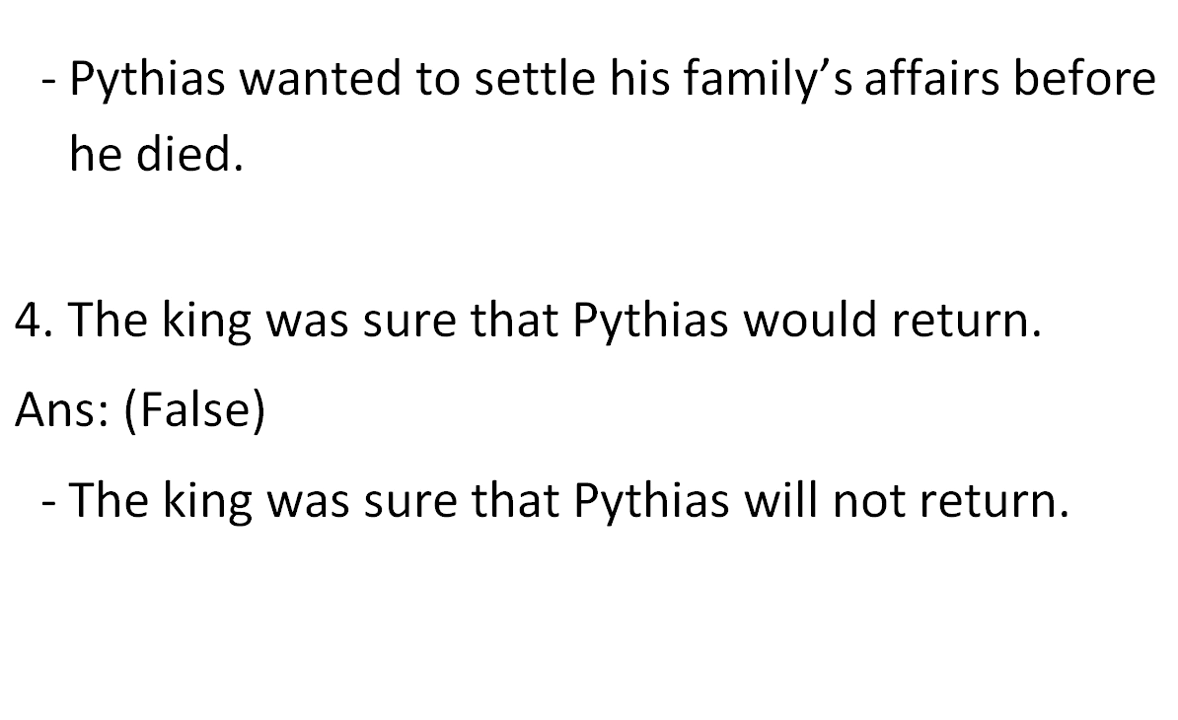 - Pythias wanted to settle his family’s affairs before
he died.
4. The king was sure that Pythias would return.
Ans: (False)
- The king was sure that Pythias will not return.